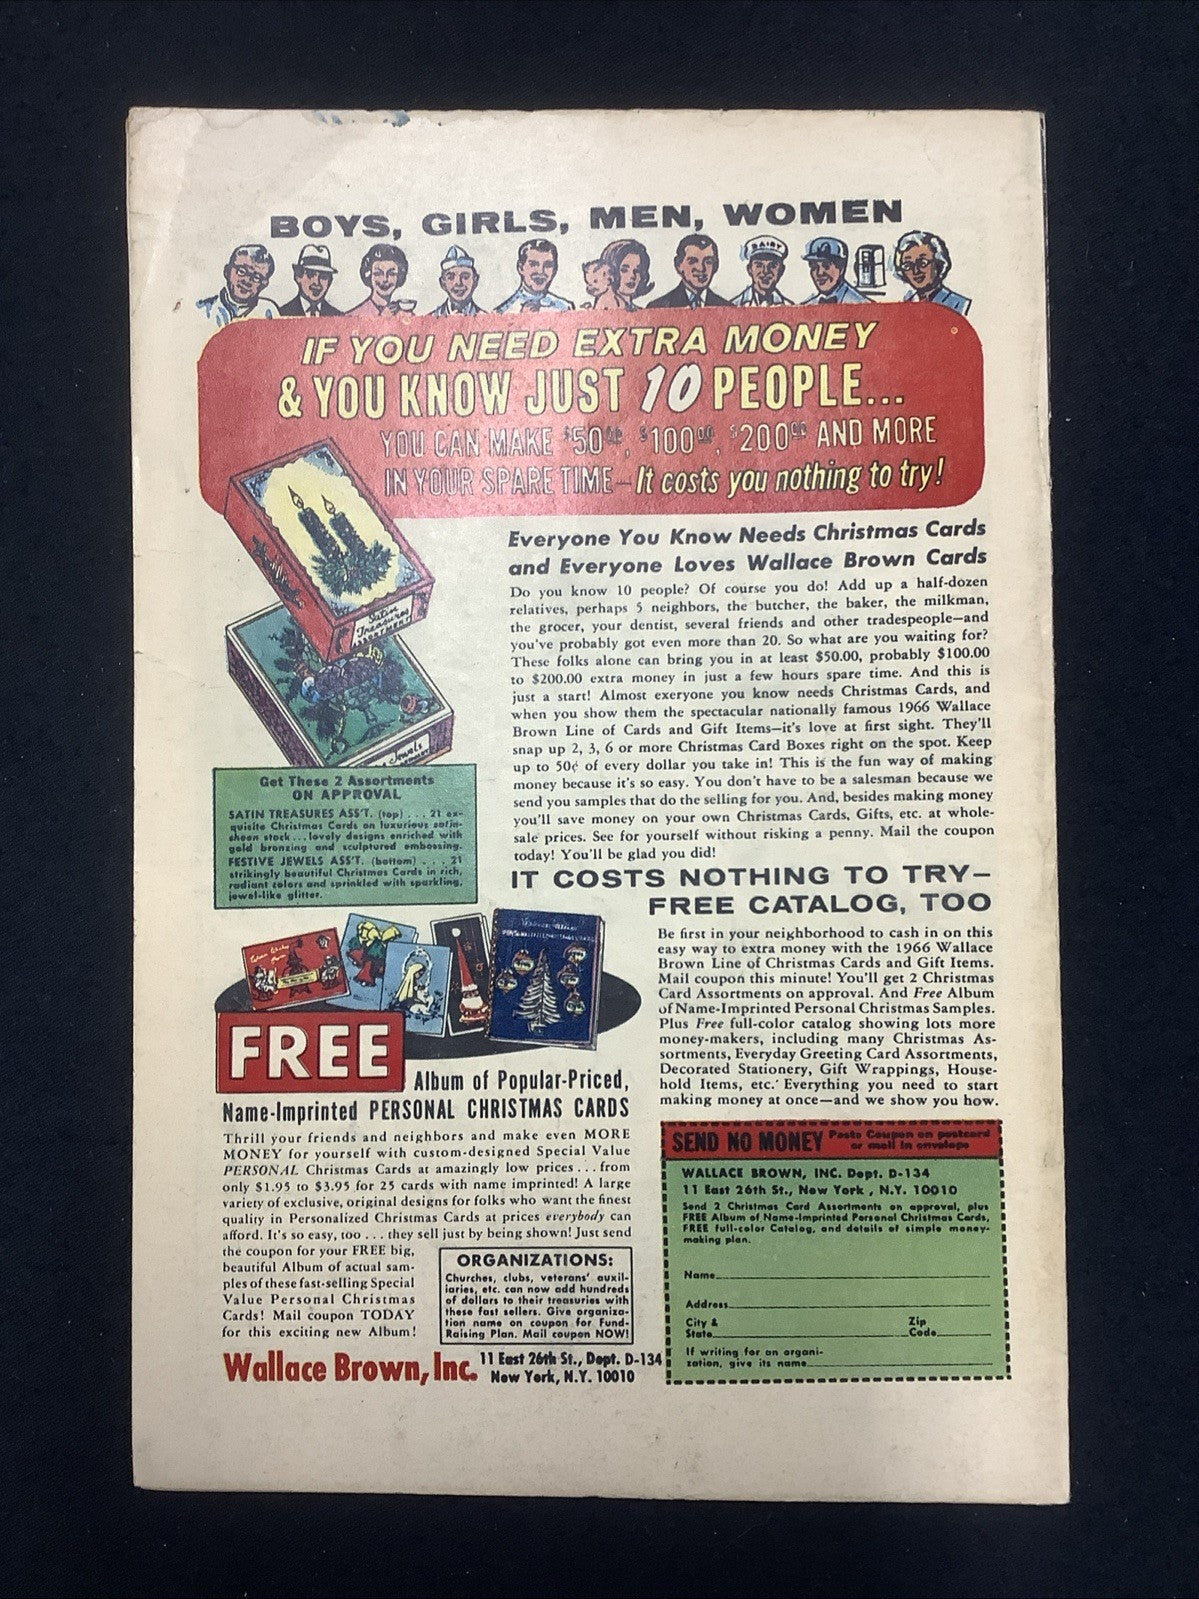 BOYS, GIRLS, MEN, WOMEN
DAIRY
IF YOU NEED EXTRA MONEY
& YOU KNOW JUST 10 PEOPLE...
YOU CAN MAKE $50.00, $100.00, $200.00 AND MORE
IN YOUR SPARE TIME—It costs you nothing to try!
Satin
Treasures
ASSORTMENT
Jewels
Everyone You Know Needs Christmas Cards
and Everyone Loves Wallace Brown Cards
Do you know 10 people? Of course you do! Add up a half-dozen
relatives, perhaps 5 neighbors, the butcher, the baker, the milkman,
the grocer, your dentist, several friends and other tradespeople—and
you've probably got even more than 20. So what are you waiting for?
These folks alone can bring you in at least $50.00, probably $100.00
to $200.00 extra money in just a few hours spare time. And this is
just a start! Almost exeryone you know needs Christmas Cards, and
when you show them the spectacular nationally famous 1966 Wallace
Brown Line of Cards and Gift Items—it's love at first sight. They'll
snap up 2, 3, 6 or more Christmas Card Boxes right on the spot. Keep
up to 50¢ of every dollar you take in! This is the fun way of making
money because it's so easy. You don't have to be a salesman because we
send you samples that do the selling for you. And, besides making money
you'll save money on your own Christmas Cards, Gifts, etc. at whole-
sale prices. See for yourself without risking a penny. Mail the coupon
today! You'll be glad you did!
Get These 2 Assortments
ON APPROVAL
SATIN TREASURES ASS'T. (top) . . . 21 ex-
quisite Christmas Cards on luxurious satin-
sheen stock...lovely designs enriched with
gold bronzing and sculptured embossing.
FESTIVE JEWELS ASS'T. (bottom) . . . 21
strikingly beautiful Christmas Cards in rich,
radiant colors and sprinkled with sparkling,
jewel-like glitter.
IT COSTS NOTHING TO TRY—
FREE CATALOG, TOO
Be first in your neighborhood to cash in on this
easy way to extra money with the 1966 Wallace
Brown Line of Christmas Cards and Gift Items.
Mail coupon this minute! You'll get 2 Christmas
Card Assortments on approval. And Free Album
of Name-Imprinted Personal Christmas Samples.
Plus Free full-color catalog showing lots more
money-makers, including many Christmas As-
sortments, Everyday Greeting Card Assortments,
Decorated Stationery, Gift Wrappings, House-
hold Items, etc. Everything you need to start
making money at once—and we show you how.
FREE
Album of Popular-Priced,
Name-Imprinted PERSONAL CHRISTMAS CARDS
Thrill your friends and neighbors and make even MORE
MONEY for yourself with custom-designed Special Value
PERSONAL Christmas Cards at amazingly low prices . . . from
only $1.95 to $3.95 for 25 cards with name imprinted! A large
variety of exclusive, original designs for folks who want the finest
quality in Personalized Christmas Cards at prices everybody can
afford. It's so easy, too . . . they sell just by being shown! Just send
the coupon for your FREE big,
beautiful Album of actual sam-
ples of these fast-selling Special
Value Personal Christmas
Cards! Mail coupon TODAY
for this exciting new Album!
ORGANIZATIONS:
Churches, clubs, veterans' auxil-
iaries, etc. can now add hundreds
of dollars to their treasuries with
these fast sellers. Give organiza-
tion name on coupon for Fund-
Raising Plan. Mail coupon NOW!
Wallace Brown, Inc. 11 East 26th St., Dept. D-134
New York, N.Y. 10010
SEND NO MONEY Paste Coupon on postcard
or mail in envelope
WALLACE BROWN, INC. Dept. D-134
11 East 26th St., New York , N.Y. 10010
Send 2 Christmas Card Assortments on approval, plus
FREE Album of Name-Imprinted Personal Christmas Cards,
FREE full-color Catalog, and details of simple money-
making plan.
Name
Address
City & State Zip Code
If writing for an organi-
zation, give its name